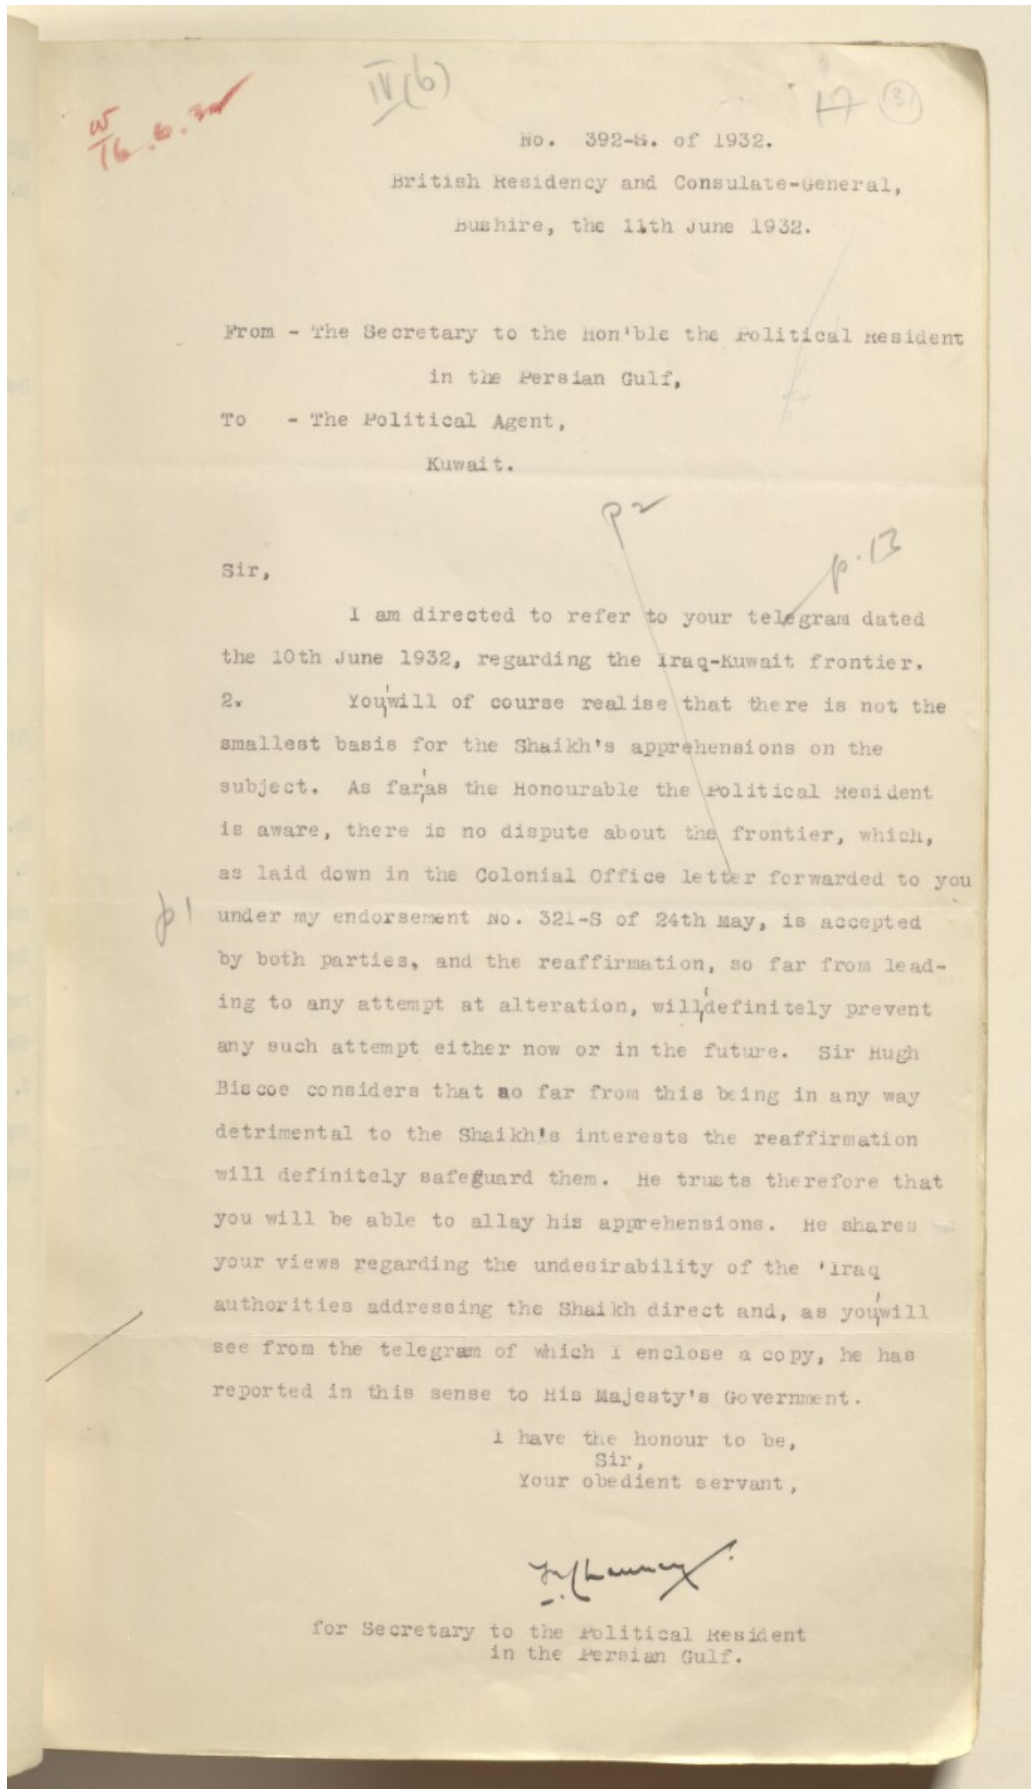 IV(b)
17 (31)
16.6.32
No. 392-S. of 1932.
British Residency and Consulate-General,
Bushire, the 11th June 1932.
From - The Secretary to the Hon'ble the Political Resident
in the Persian Gulf,
To - The Political Agent,
Kuwait.
p 2
p. 13
Sir,
I am directed to refer to your telegram dated
the 10th June 1932, regarding the Iraq-Kuwait frontier.
2. You will of course realise that there is not the
smallest basis for the Shaikh's apprehensions on the
subject. As far as the Honourable the Political Resident
is aware, there is no dispute about the frontier, which,
as laid down in the Colonial Office letter forwarded to you
p 1 under my endorsement No. 321-S of 24th May, is accepted
by both parties, and the reaffirmation, so far from lead-
ing to any attempt at alteration, will definitely prevent
any such attempt either now or in the future. Sir Hugh
Biscoe considers that so far from this being in any way
detrimental to the Shaikh's interests the reaffirmation
will definitely safeguard them. He trusts therefore that
you will be able to allay his apprehensions. He shares
your views regarding the undesirability of the 'Iraq
authorities addressing the Shaikh direct and, as you will
see from the telegram of which I enclose a copy, he has
reported in this sense to His Majesty's Government.
I have the honour to be,
Sir,
Your obedient servant,
for Secretary to the Political Resident
in the Persian Gulf.